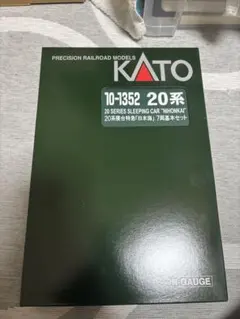 PRECISION RAILROAD MODELS
KATO
10-1352 20系
20 SERIES SLEEPING CAR "NIHONKAI"
20系寝台特急「日本海」7両基本セット
N-GAUGE